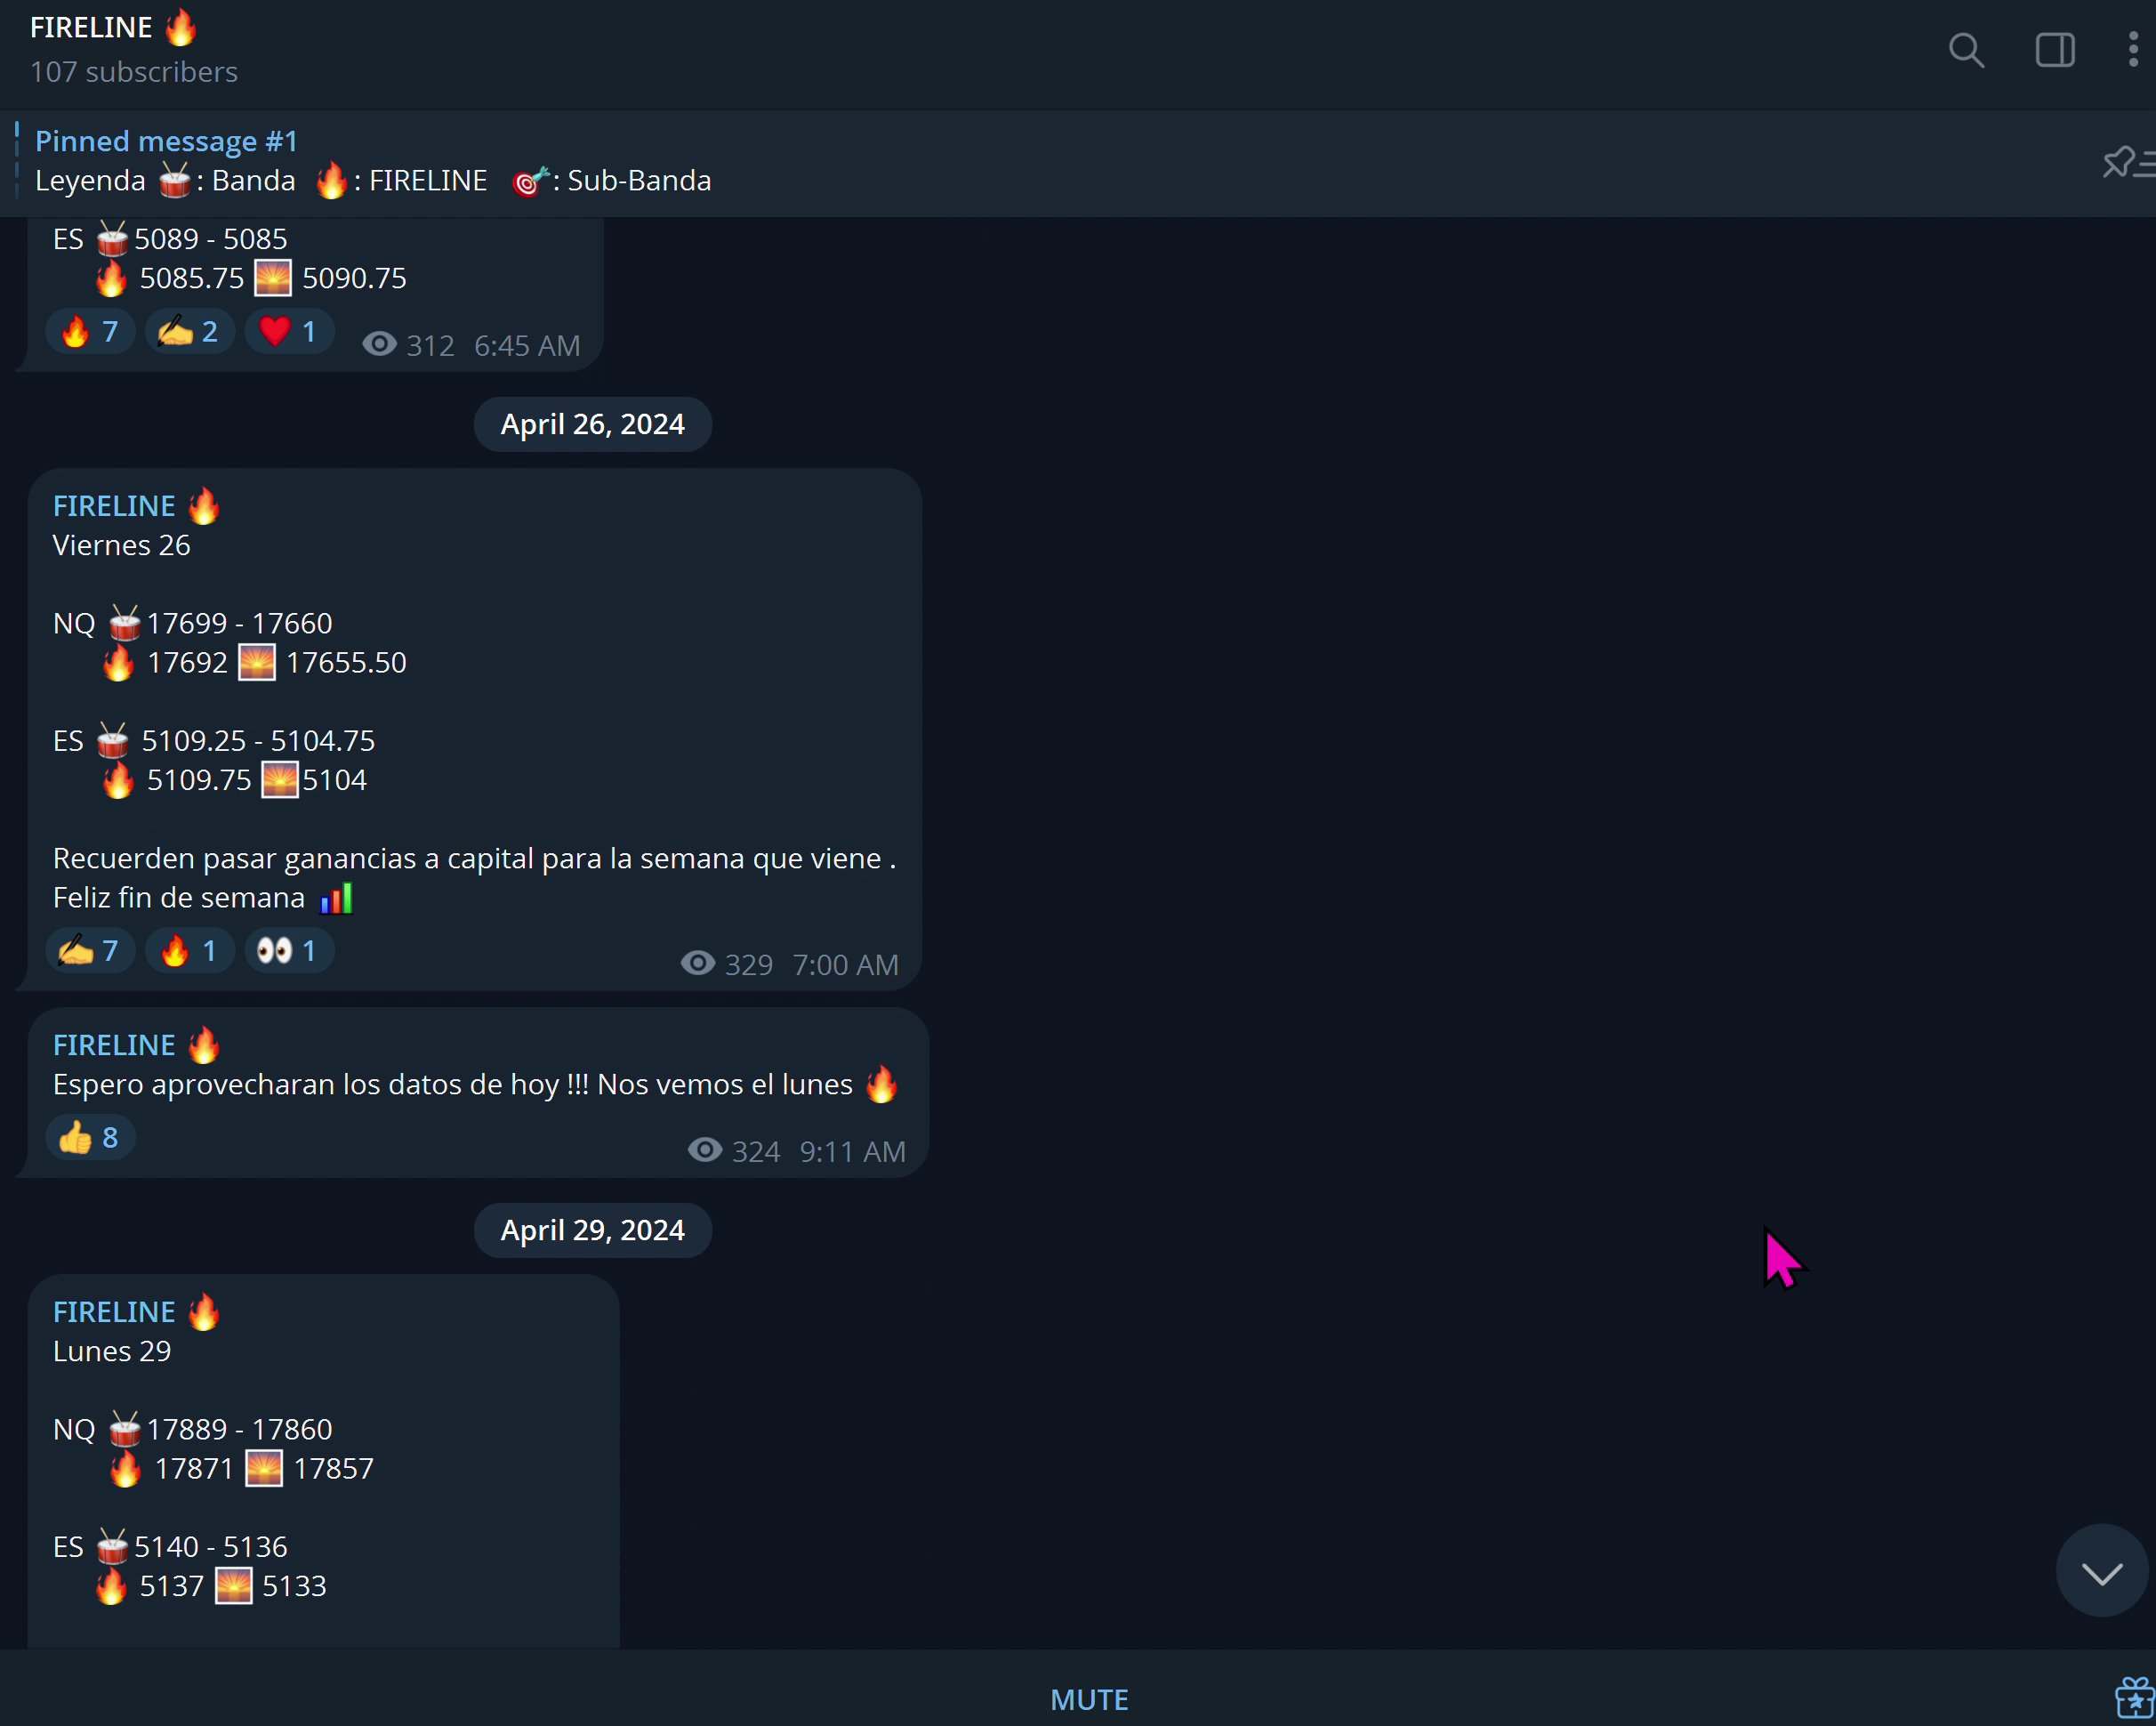 FIRELINE 🔥
107 subscribers
Pinned message #1
Leyenda 🥁: Banda 🔥: FIRELINE 🎯: Sub-Banda
ES 🥁5089 - 5085
🔥 5085.75 🌅 5090.75
🔥 7 ✍️ 2 ❤️ 1 312 6:45 AM
April 26, 2024
FIRELINE 🔥
Viernes 26
NQ 🥁17699 - 17660
🔥 17692 🌅 17655.50
ES 🥁 5109.25 - 5104.75
🔥 5109.75 🌅5104
Recuerden pasar ganancias a capital para la semana que viene .
Feliz fin de semana 📊
✍️ 7 🔥 1 👀 1 329 7:00 AM
FIRELINE 🔥
Espero aprovecharan los datos de hoy !!! Nos vemos el lunes 🔥
👍 8 324 9:11 AM
April 29, 2024
FIRELINE 🔥
Lunes 29
NQ 🥁17889 - 17860
🔥 17871 🌅 17857
ES 🥁5140 - 5136
🔥 5137 🌅 5133
MUTE